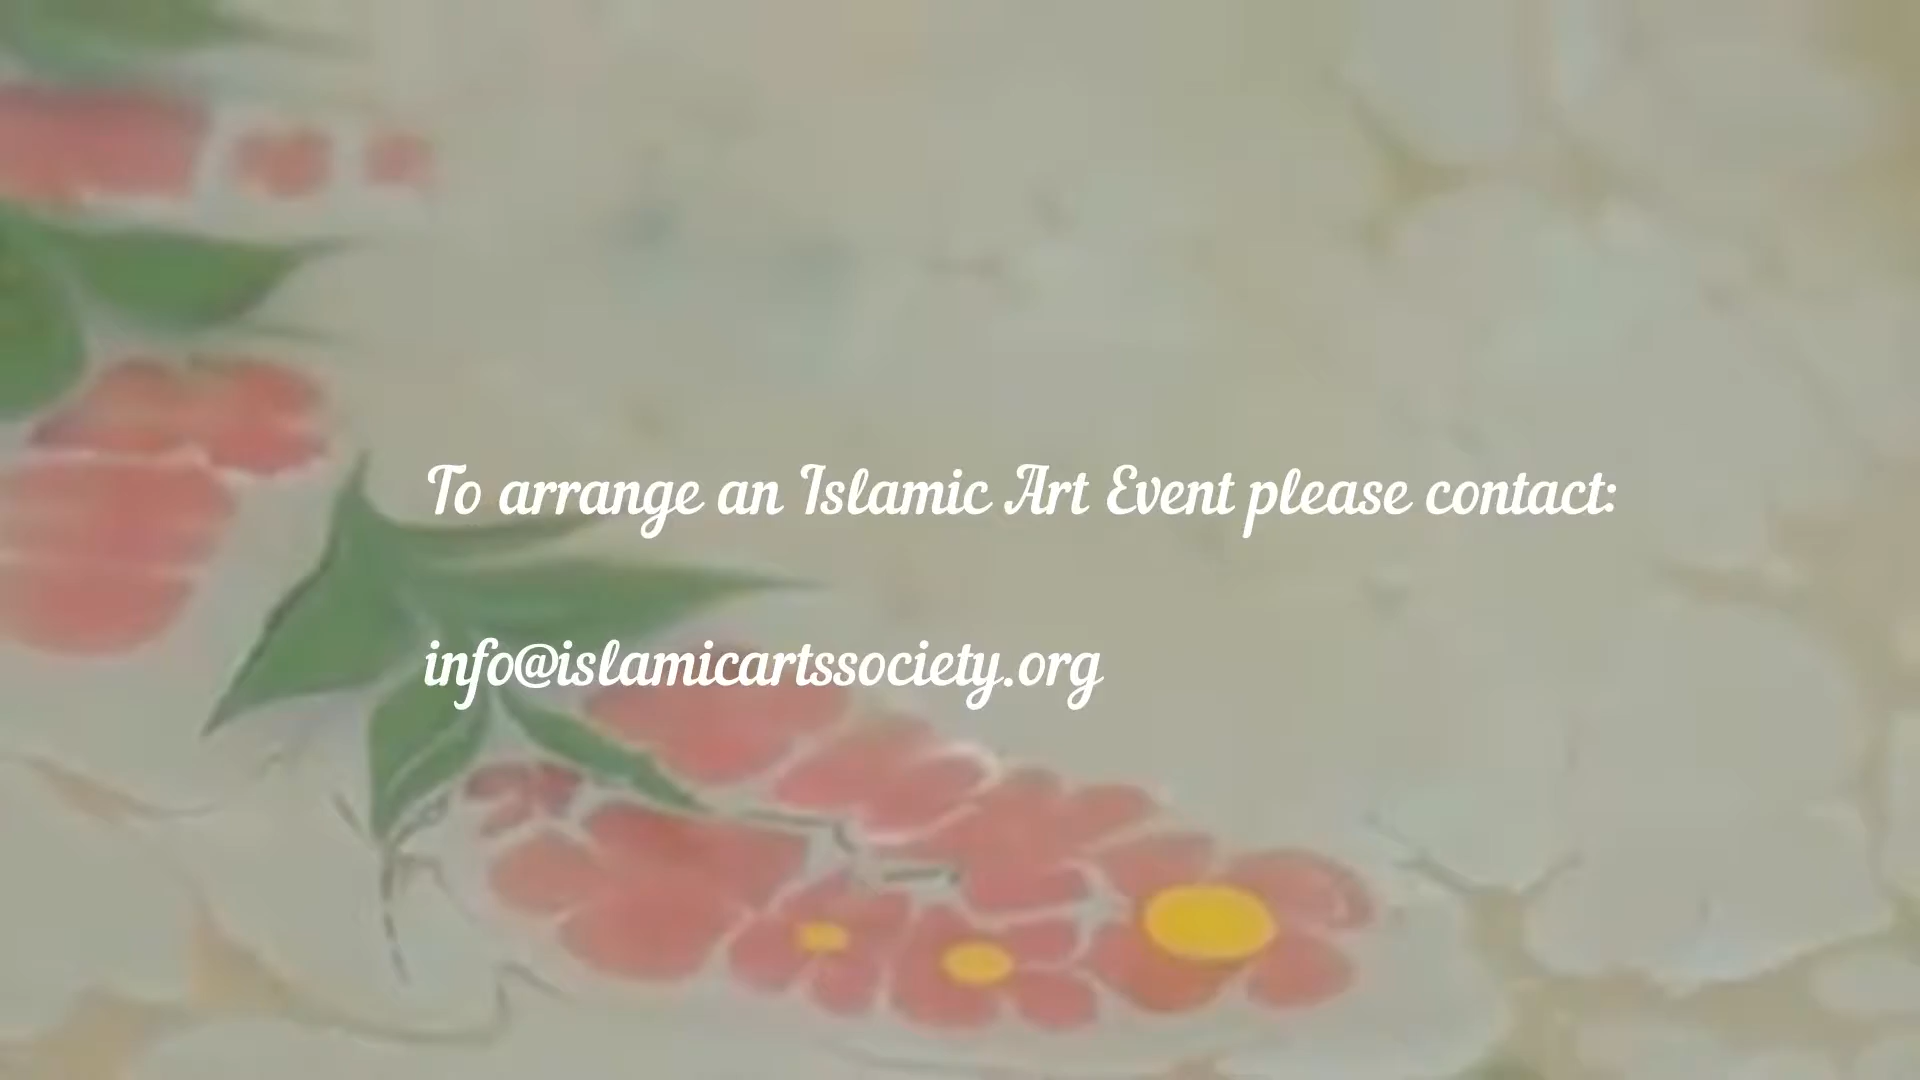 To arrange an Islamic Art Event please contact:
info@islamicartssociety.org